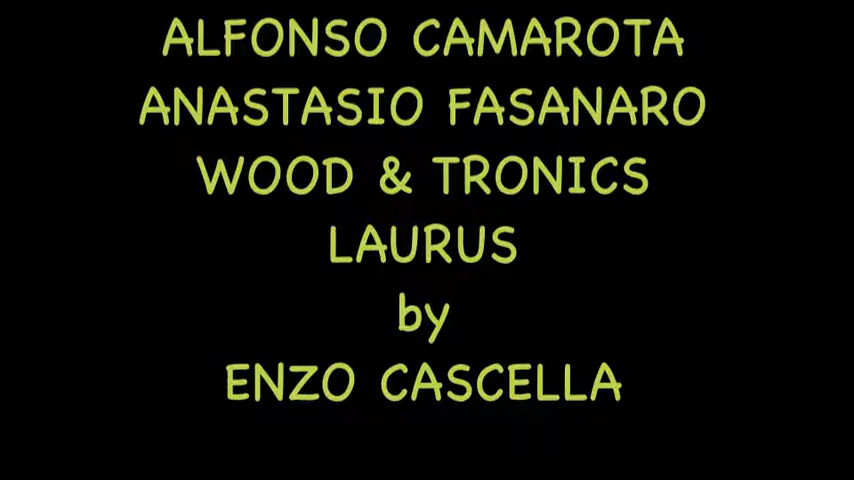 ALFONSO CAMAROTA
ANASTASIO FASANARO
WOOD & TRONICS
LAURUS
by
ENZO CASCELLA